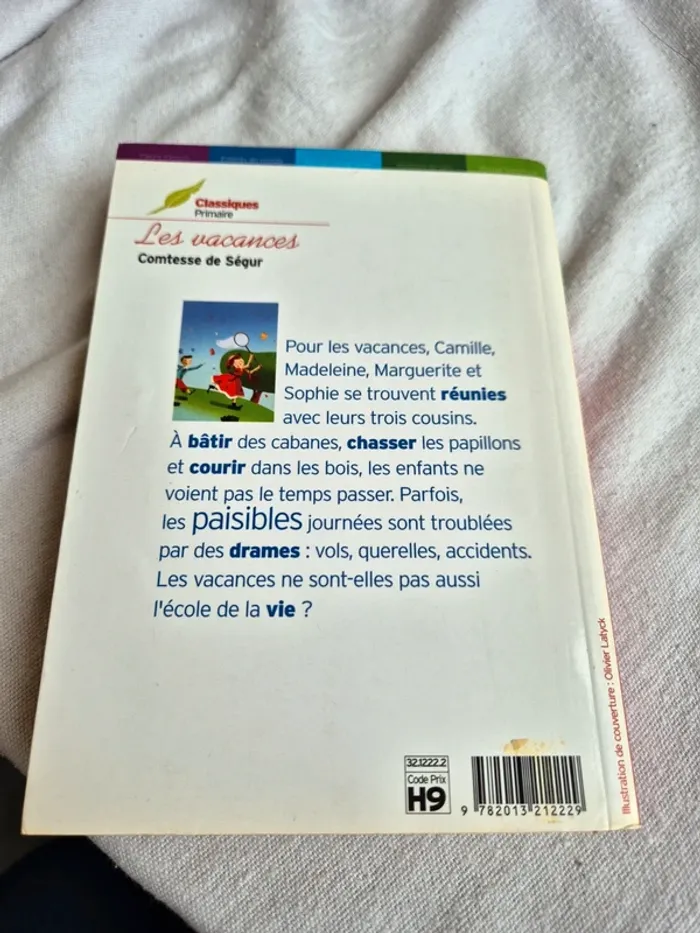 Classiques
Primaire
Les vacances
Comtesse de Ségur
Pour les vacances, Camille,
Madeleine, Marguerite et
Sophie se trouvent réunies
avec leurs trois cousins.
À bâtir des cabanes, chasser les papillons
et courir dans les bois, les enfants ne
voient pas le temps passer. Parfois,
les paisibles journées sont troublées
par des drames : vols, querelles, accidents.
Les vacances ne sont-elles pas aussi
l'école de la vie ?
Illustration de couverture : Olivier Latyck
32.1222.2
Code Prix
H9
9 782013 212229